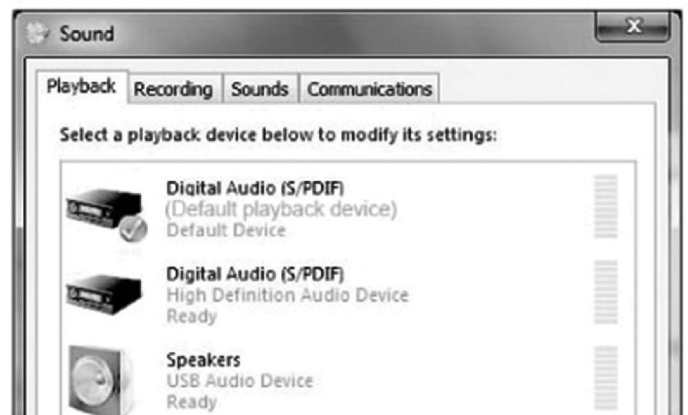 Sound
Playback Recording Sounds Communications
Select a playback device below to modify its settings:
Digital Audio (S/PDIF)
(Default playback device)
Default Device
Digital Audio (S/PDIF)
High Definition Audio Device
Ready
Speakers
USB Audio Device
Ready